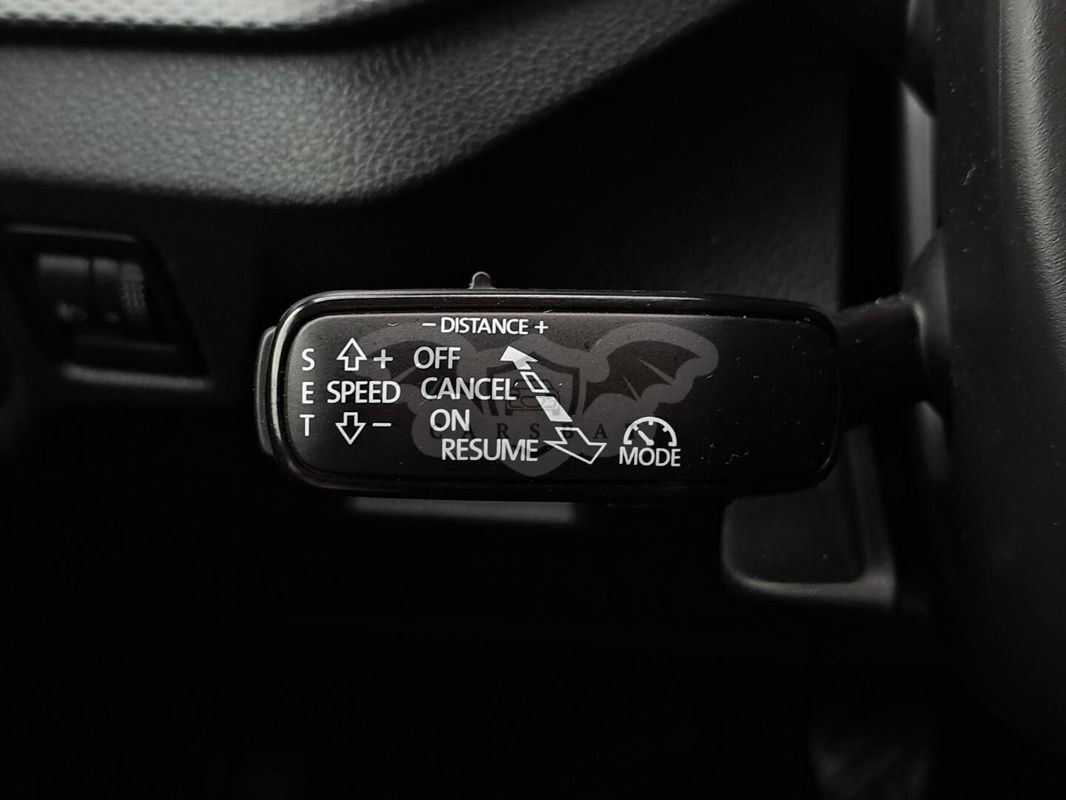 − DISTANCE +
S + OFF
E SPEED CANCEL
T − ON
RESUME
MODE